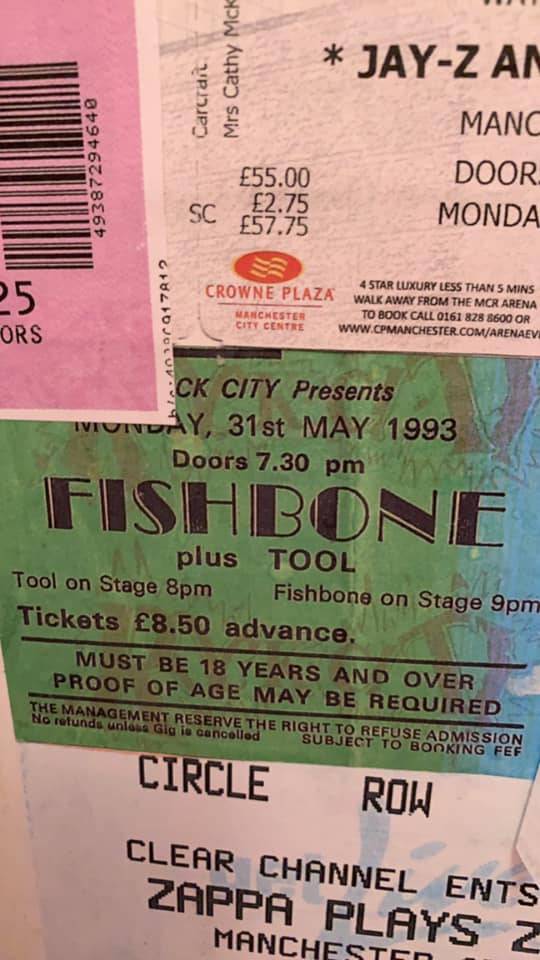 49387294640
25
ORS
Carcraft
Mrs Cathy McK
* JAY-Z AN
MANC
DOOR
MONDA
£55.00
SC £2.75
£57.75
CROWNE PLAZA
MANCHESTER
CITY CENTRE
4 STAR LUXURY LESS THAN 5 MINS
WALK AWAY FROM THE MCR ARENA
TO BOOK CALL 0161 828 8600 OR
WWW.CPMANCHESTER.COM/ARENAEV
CK CITY Presents
MONDAY, 31st MAY 1993
Doors 7.30 pm
FISHBONE
plus TOOL
Tool on Stage 8pm Fishbone on Stage 9pm
Tickets £8.50 advance.
MUST BE 18 YEARS AND OVER
PROOF OF AGE MAY BE REQUIRED
THE MANAGEMENT RESERVE THE RIGHT TO REFUSE ADMISSION
No refunds unless Gig is cancelled SUBJECT TO BOOKING FEE
CIRCLE ROW
CLEAR CHANNEL ENTS
ZAPPA PLAYS Z
MANCHESTER